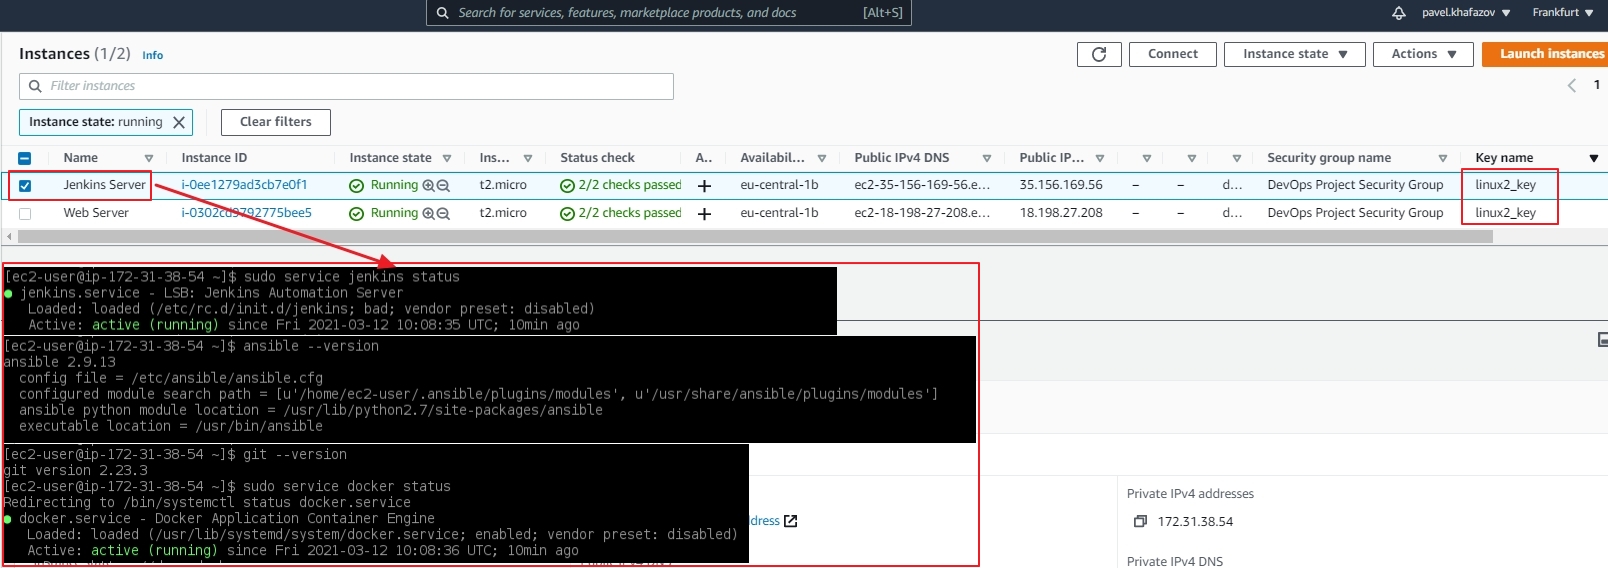 Search for services, features, marketplace products, and docs [Alt+S] pavel.khafazov Frankfurt
Instances (1/2) Info Connect Instance state Actions Launch instances
Filter instances 1
Instance state: running Clear filters
Name Instance ID Instance state Ins... Status check A.. Availabil... Public IPv4 DNS Public IP... Security group name Key name
Jenkins Server i-0ee1279ad3cb7e0f1 Running t2.micro 2/2 checks passed eu-central-1b ec2-35-156-169-56.e... 35.156.169.56 – – d... DevOps Project Security Group linux2_key
Web Server i-0302cd9792775bee5 Running t2.micro 2/2 checks passed eu-central-1b ec2-18-198-27-208.e... 18.198.27.208 – – d... DevOps Project Security Group linux2_key
[ec2-user@ip-172-31-38-54 ~]$ sudo service jenkins status
● jenkins.service - LSB: Jenkins Automation Server
Loaded: loaded (/etc/rc.d/init.d/jenkins; bad; vendor preset: disabled)
Active: active (running) since Fri 2021-03-12 10:08:35 UTC; 10min ago
[ec2-user@ip-172-31-38-54 ~]$ ansible --version
ansible 2.9.13
config file = /etc/ansible/ansible.cfg
configured module search path = [u'/home/ec2-user/.ansible/plugins/modules', u'/usr/share/ansible/plugins/modules']
ansible python module location = /usr/lib/python2.7/site-packages/ansible
executable location = /usr/bin/ansible
[ec2-user@ip-172-31-38-54 ~]$ git --version
git version 2.23.3
[ec2-user@ip-172-31-38-54 ~]$ sudo service docker status
Redirecting to /bin/systemctl status docker.service
● docker.service - Docker Application Container Engine
Loaded: loaded (/usr/lib/systemd/system/docker.service; enabled; vendor preset: disabled)
Active: active (running) since Fri 2021-03-12 10:08:36 UTC; 10min ago
dress
Private IPv4 addresses
172.31.38.54
Private IPv4 DNS